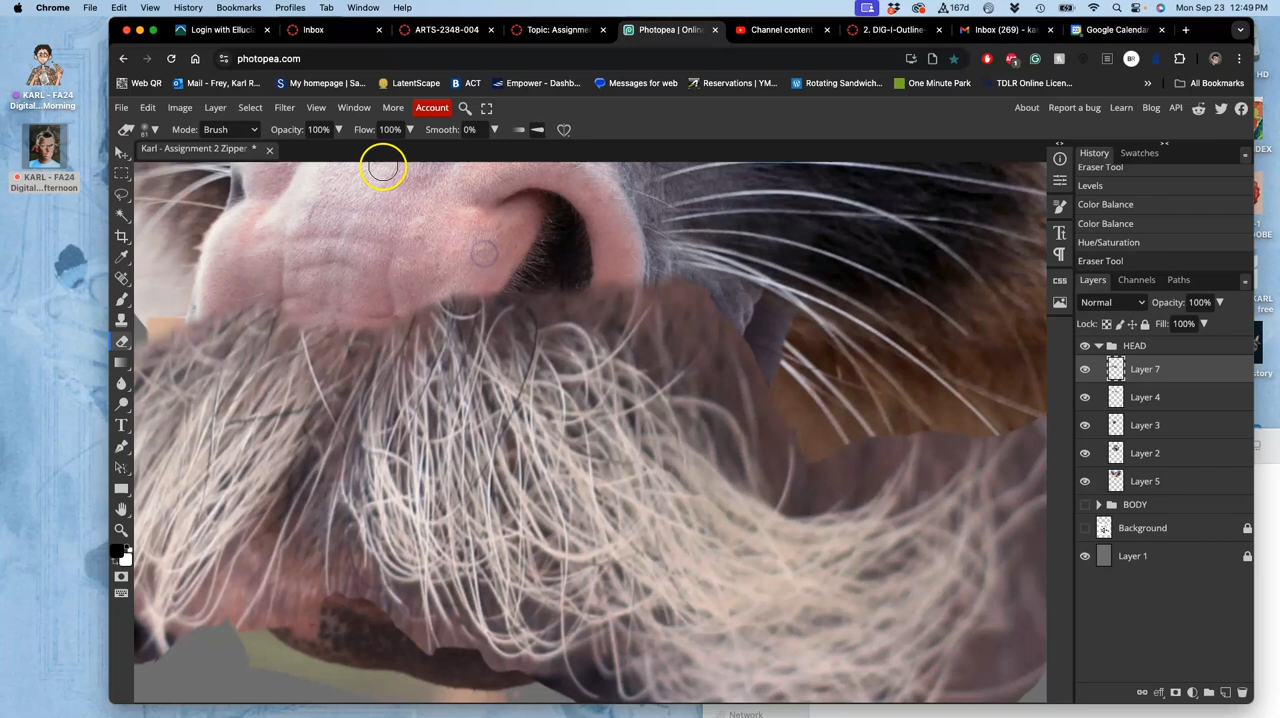 Chrome File Edit View History Bookmarks Profiles Tab Window Help 167d Mon Sep 23 12:49 PM
Login with Ellucia Inbox ARTS-2348-004 Topic: Assignme Photopea | Onlin Channel content 2. DIG-I-Outline- Inbox (269) - ka Google Calendar
photopea.com
Web QR Mail - Frey, Karl R... My homepage | Sa... LatentScape ACT Empower - Dashb... Messages for web Reservations | YM... Rotating Sandwich... One Minute Park TDLR Online Licen... » All Bookmarks
File Edit Image Layer Select Filter View Window More Account About Report a bug Learn Blog API
81 Mode: Brush Opacity: 100% Flow: 100% Smooth: 0%
Karl - Assignment 2 Zipper *
History Swatches
Eraser Tool
Levels
Color Balance
Color Balance
Hue/Saturation
Eraser Tool
Layers Channels Paths
Normal Opacity: 100%
Lock: Fill: 100%
HEAD
Layer 7
Layer 4
Layer 3
Layer 2
Layer 5
BODY
Background
Layer 1
CSS
KARL - FA24
Digital...Morning
KARL - FA24
Digital...fternoon
Network